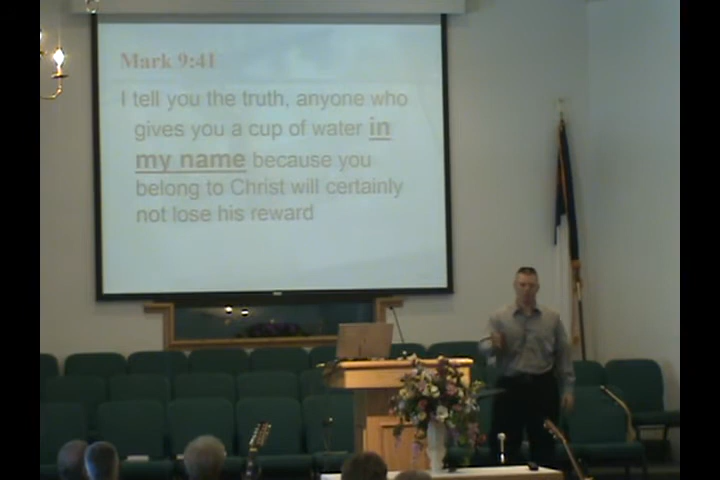 Mark 9:41
I tell you the truth, anyone who
gives you a cup of water in
my name because you
belong to Christ will certainly
not lose his reward